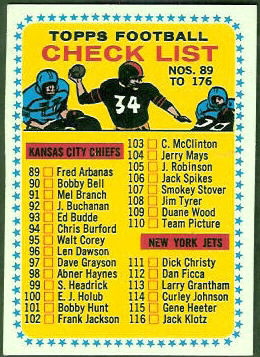 TOPPS FOOTBALL
CHECK LIST
NOS. 89
TO 176
34
KANSAS CITY CHIEFS
89 Fred Arbanas
90 Bobby Bell
91 Mel Branch
92 J. Buchanan
93 Ed Budde
94 Chris Burford
95 Walt Corey
96 Len Dawson
97 Dave Grayson
98 Abner Haynes
99 S. Headrick
100 E. J. Holub
101 Bobby Hunt
102 Frank Jackson
103 C. McClinton
104 Jerry Mays
105 J. Robinson
106 Jack Spikes
107 Smokey Stover
108 Jim Tyrer
109 Duane Wood
110 Team Picture
NEW YORK JETS
111 Dick Christy
112 Dan Ficca
113 Larry Grantham
114 Curley Johnson
115 Gene Heeter
116 Jack Klotz